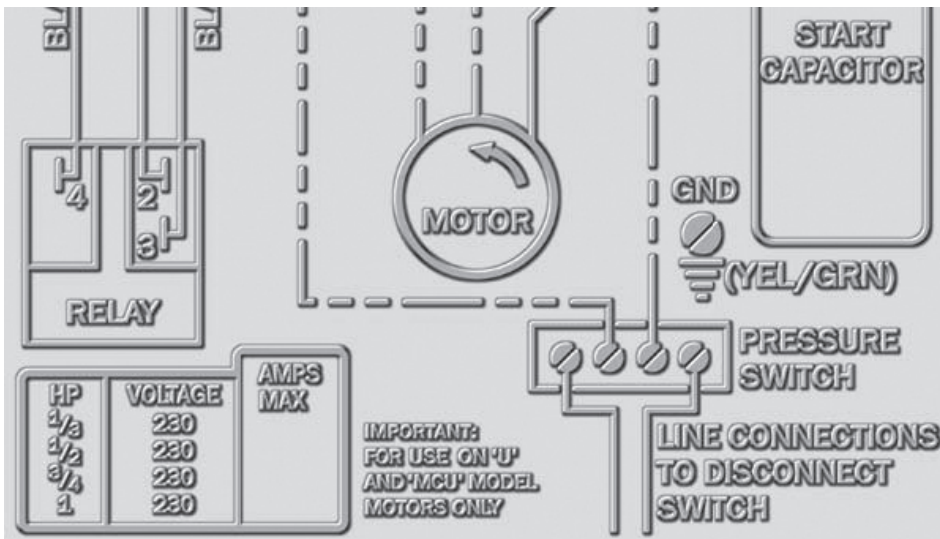 START
CAPACITOR
4
2
3
MOTOR
GND
(YEL/GRN)
RELAY
PRESSURE
SWITCH
HP VOLTAGE AMPS
MAX
1/3 230
1/2 230
3/4 230
1 230
IMPORTANT:
FOR USE ON 'U'
AND 'MCU' MODEL
MOTORS ONLY
LINE CONNECTIONS
TO DISCONNECT
SWITCH